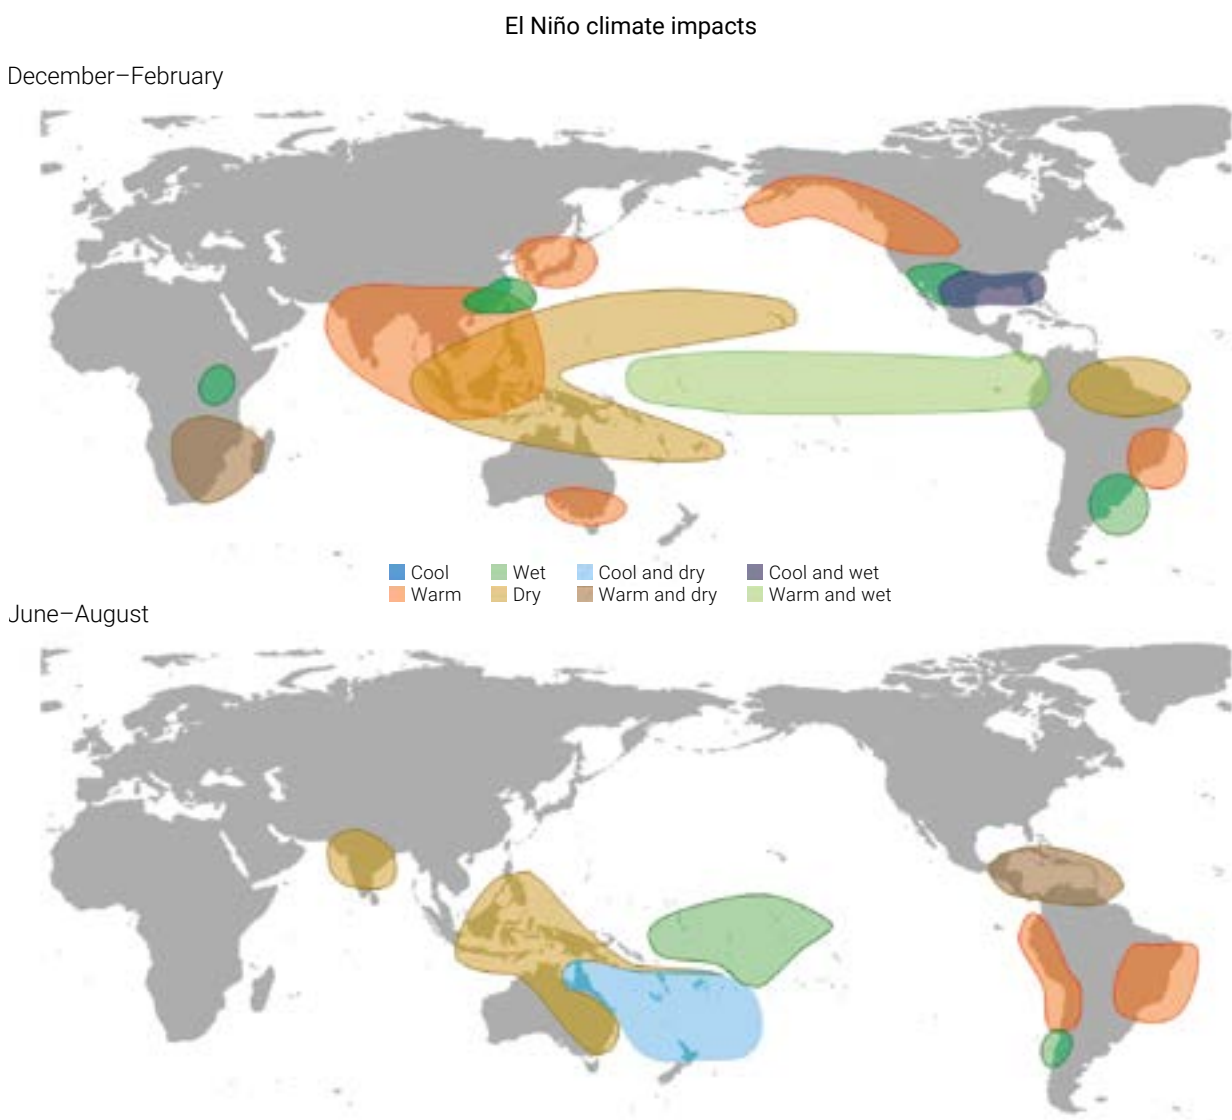 El Niño climate impacts
December–February
Cool Wet Cool and dry Cool and wet
Warm Dry Warm and dry Warm and wet
June–August